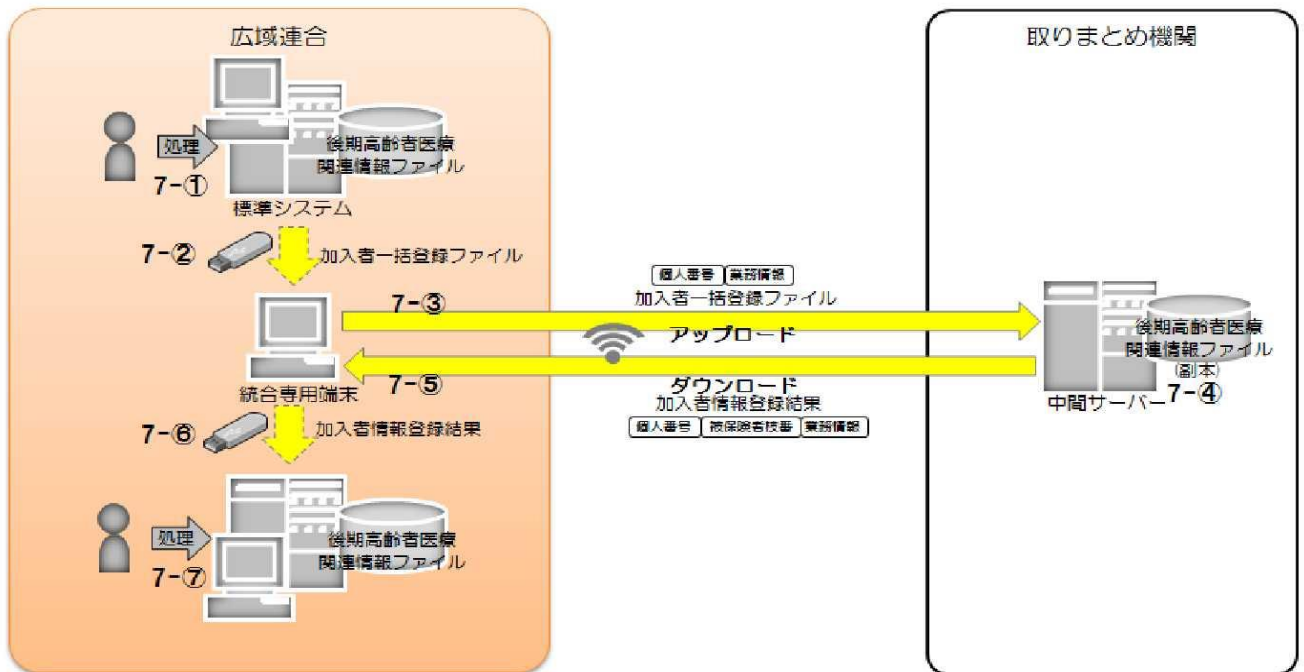 広域連合
取りまとめ機関
処理
7-①
後期高齢者医療
関連情報ファイル
標準システム
7-②
加入者一括登録ファイル
個人番号 業務情報
加入者一括登録ファイル
7-③
アップロード
後期高齢者医療
関連情報ファイル
(副本)
7-④
中間サーバー
7-⑤
ダウンロード
加入者情報登録結果
個人番号 被保険者枝番 業務情報
統合専用端末
7-⑥
加入者情報登録結果
処理
7-⑦
後期高齢者医療
関連情報ファイル